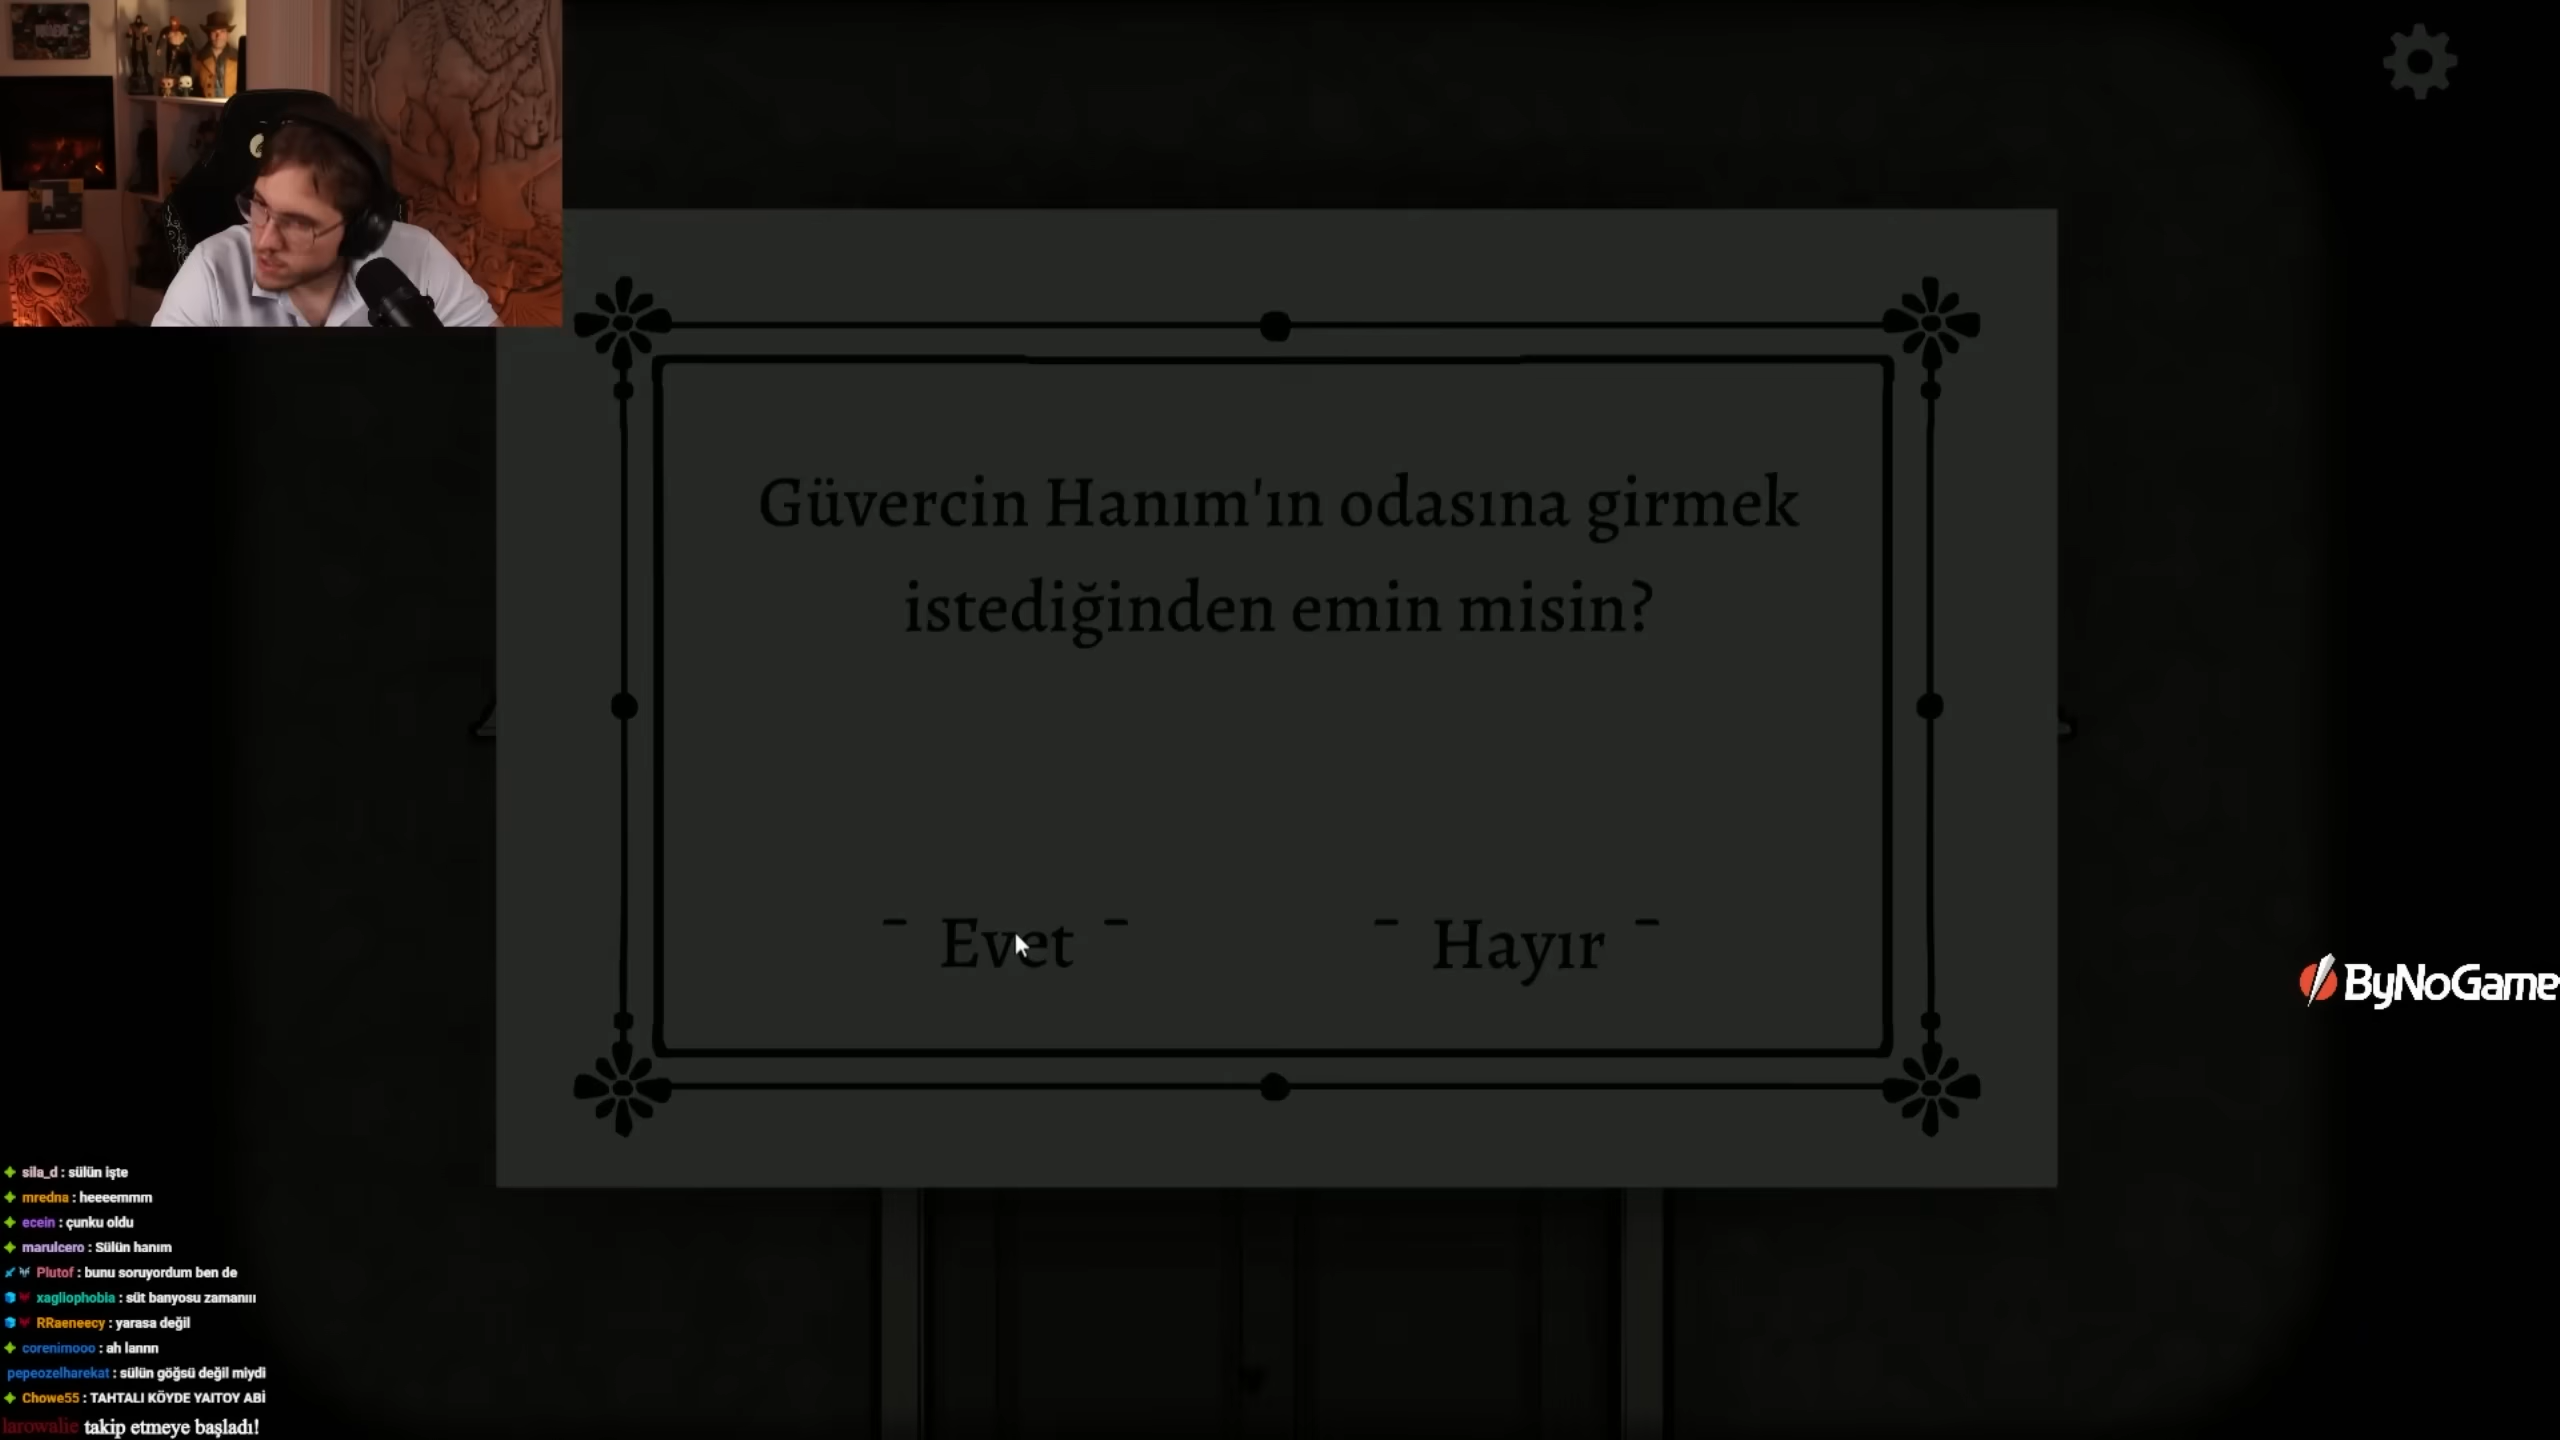 Güvercin Hanım'ın odasına girmek
istediğinden emin misin?
- Evet -
- Hayır -
ByNoGame
sila_d : sülün işte
mredna : heeeemmm
ecein : çunku oldu
marulcero : Sülün hanım
Plutof : bunu soruyordum ben de
xagliophobia : süt banyosu zamanııı
RRaeneecy : yarasa değil
corenimooo : ah lannn
pepeozelharekat : sülün göğsü değil miydi
Chowe55 : TAHTALI KÖYDE YAITOY ABİ
larowalie takip etmeye başladı!